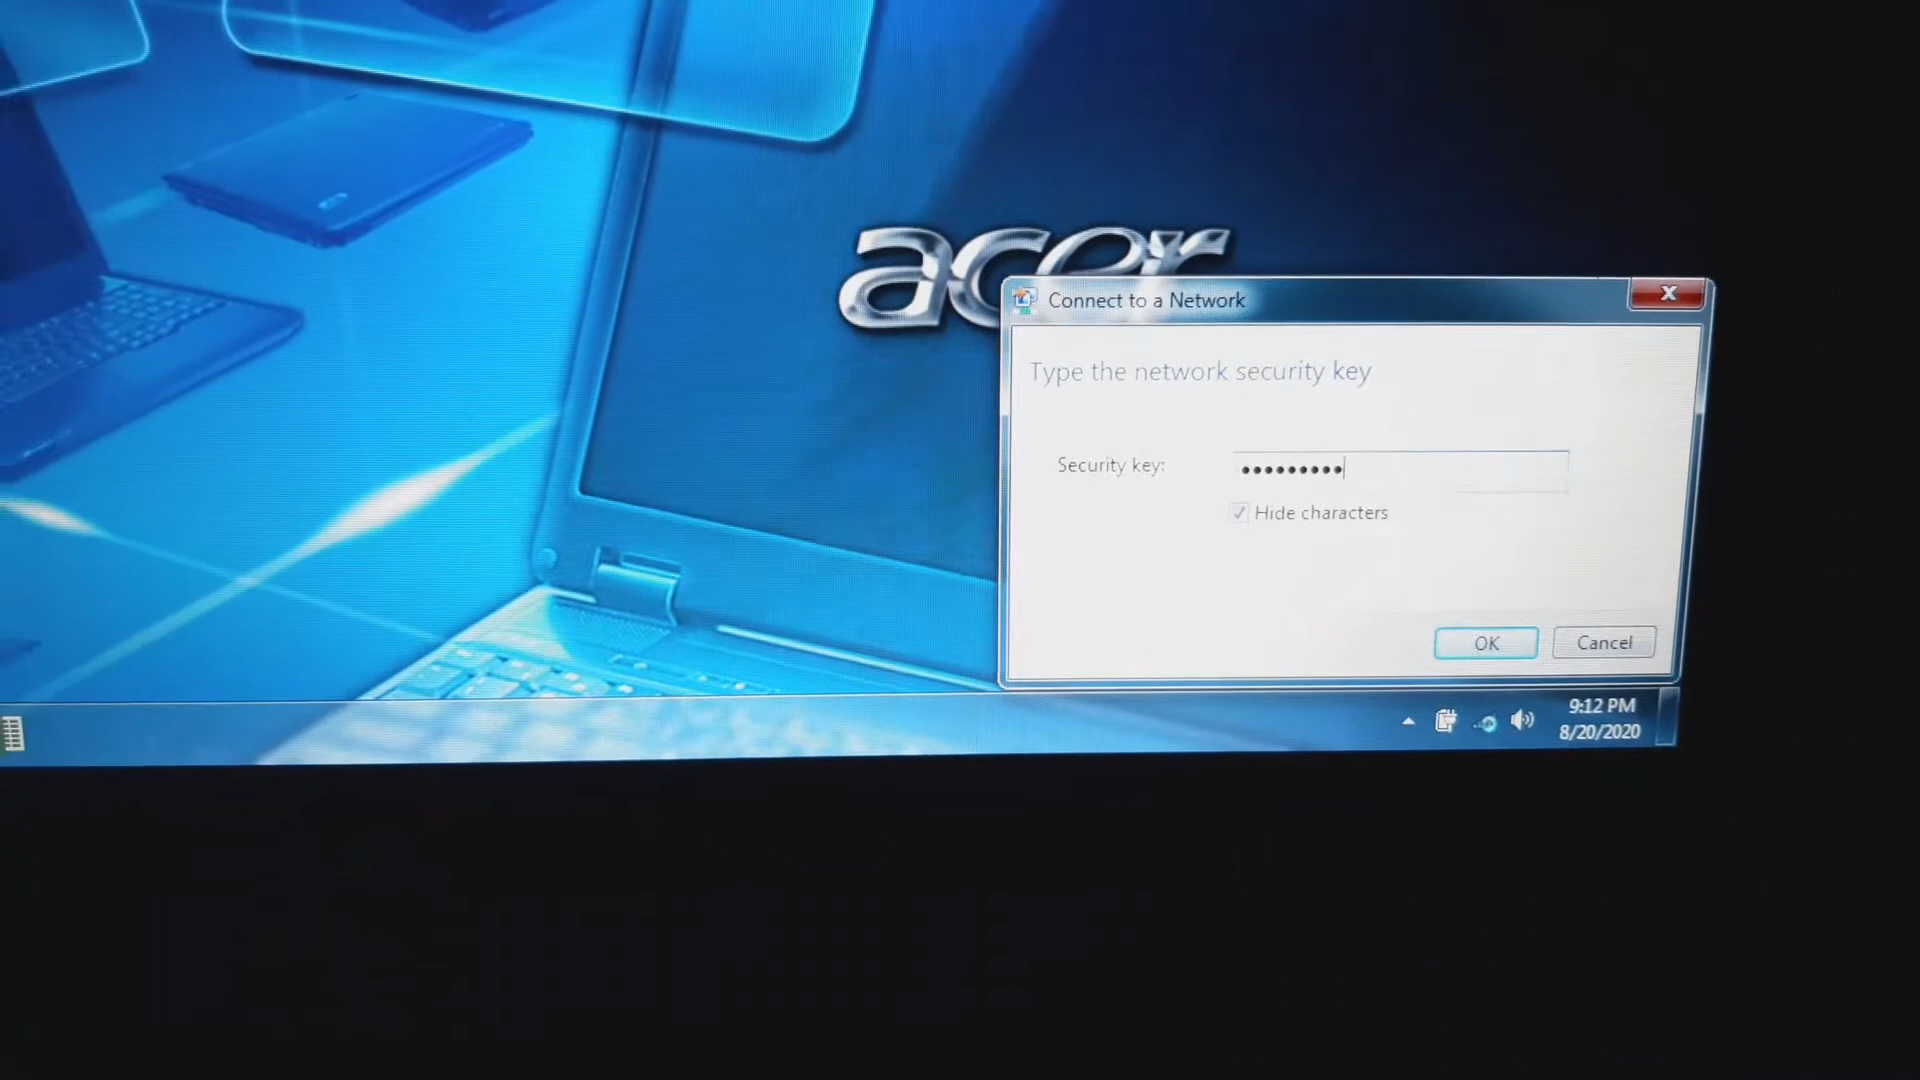 acer
Connect to a Network
Type the network security key
Security key: •••••••••
Hide characters
OK Cancel
9:12 PM
8/20/2020